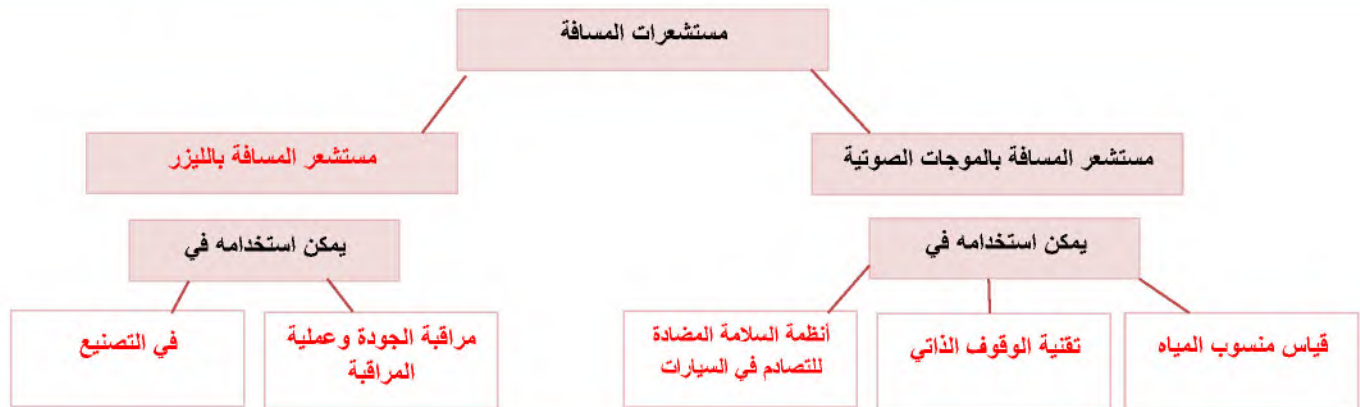 مستشعرات المسافة
مستشعر المسافة بالموجات الصوتية
مستشعر المسافة بالليزر
يمكن استخدامه في
يمكن استخدامه في
قياس منسوب المياه
تقنية الوقوف الذاتي
أنظمة السلامة المضادة
للتصادم في السيارات
مراقبة الجودة وعملية
المراقبة
في التصنيع